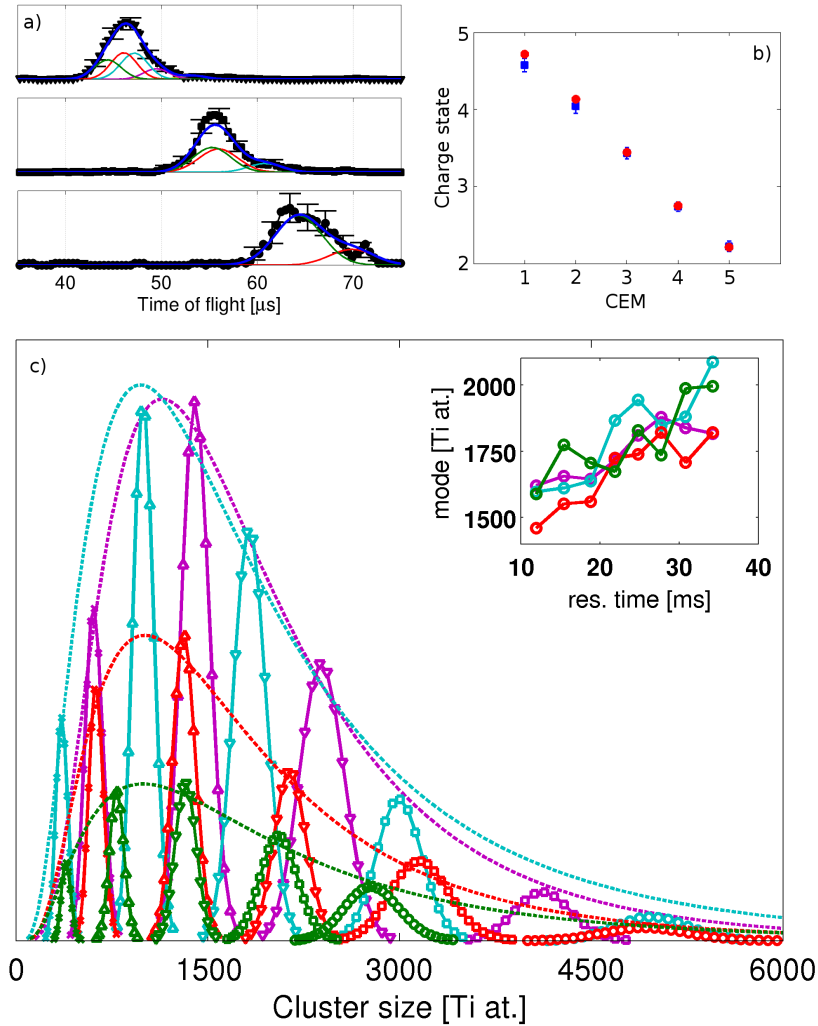 a)
40 50 60 70
Time of flight [μs]
b)
5
4
3
2
Charge state
1 2 3 4 5
CEM
c)
2000
1750
1500
mode [Ti at.]
10 20 30 40
res. time [ms]
0 1500 3000 4500 6000
Cluster size [Ti at.]